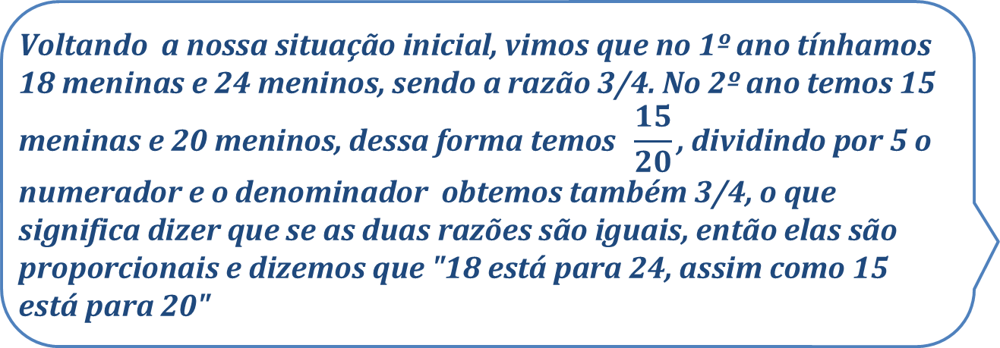 Voltando a nossa situação inicial, vimos que no 1º ano tínhamos
18 meninas e 24 meninos, sendo a razão 3/4. No 2º ano temos 15
meninas e 20 meninos, dessa forma temos 15/20, dividindo por 5 o
numerador e o denominador obtemos também 3/4, o que
significa dizer que se as duas razões são iguais, então elas são
proporcionais e dizemos que "18 está para 24, assim como 15
está para 20"